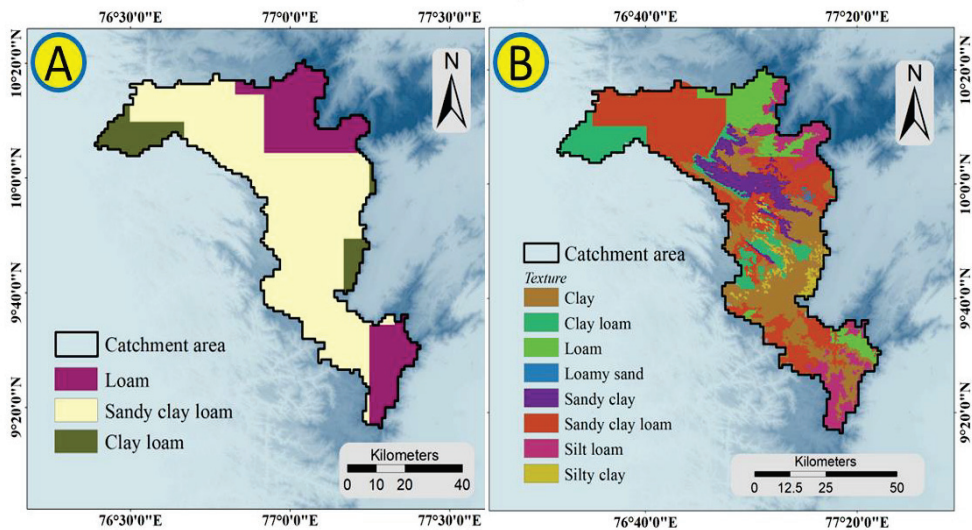 76°30'0"E 77°0'0"E 77°30'0"E
76°40'0"E 77°20'0"E
A
N
10°20'0"N
10°0'0"N
9°40'0"N
9°20'0"N
Catchment area
Loam
Sandy clay loam
Clay loam
Kilometers
0 10 20 40
76°30'0"E 77°0'0"E 77°30'0"E
B
N
10°20'0"N
10°0'0"N
9°40'0"N
9°20'0"N
Catchment area
Texture
Clay
Clay loam
Loam
Loamy sand
Sandy clay
Sandy clay loam
Silt loam
Silty clay
Kilometers
0 12.5 25 50
76°40'0"E 77°20'0"E